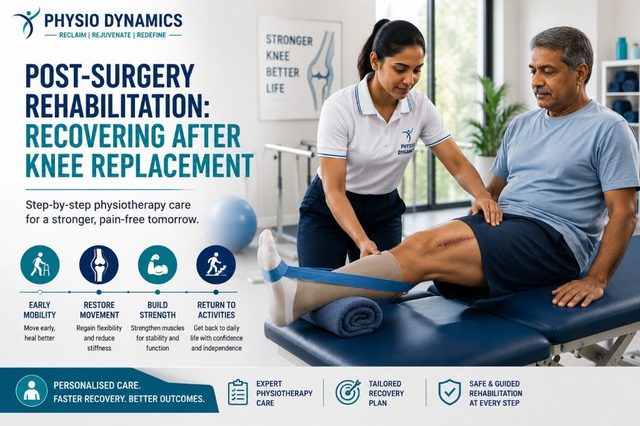 PHYSIO DYNAMICS
RECLAIM | REJUVENATE | REDEFINE
POST-SURGERY
REHABILITATION:
RECOVERING AFTER
KNEE REPLACEMENT
Step-by-step physiotherapy care
for a stronger, pain-free tomorrow.
EARLY
MOBILITY
Move early,
heal better
RESTORE
MOVEMENT
Regain flexibility
and reduce
stiffness
BUILD
STRENGTH
Strengthen muscles
for stability and
function
RETURN TO
ACTIVITIES
Get back to daily
life with confidence
and independence
STRONGER
KNEE
BETTER
LIFE
PHYSIO
DYNAMICS
PERSONALISED CARE.
FASTER RECOVERY. BETTER OUTCOMES.
EXPERT
PHYSIOTHERAPY
CARE
TAILORED
RECOVERY
PLAN
SAFE & GUIDED
REHABILITATION
AT EVERY STEP